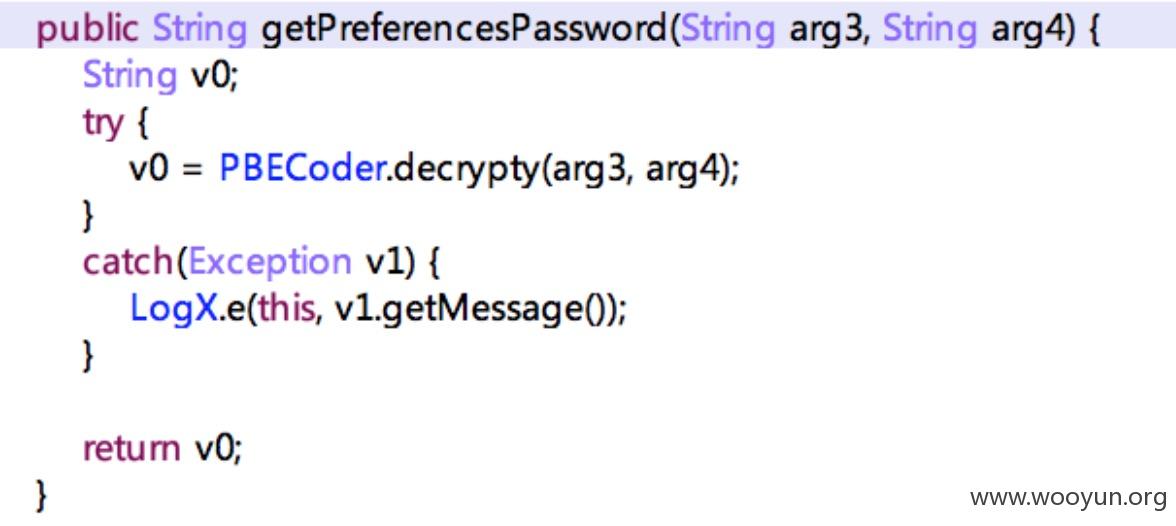 public String getPreferencesPassword(String arg3, String arg4) {
String v0;
try {
v0 = PBECoder.decrypty(arg3, arg4);
}
catch(Exception v1) {
LogX.e(this, v1.getMessage());
}
return v0;
}
www.wooyun.org